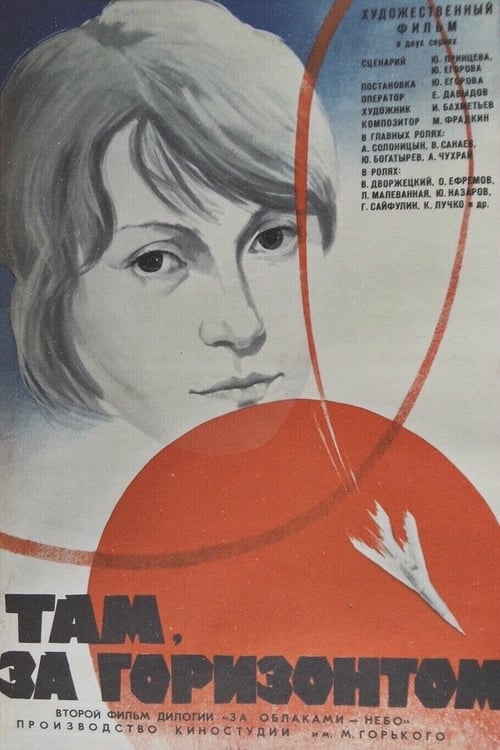 ХУДОЖЕСТВЕННЫЙ
ФИЛЬМ
в двух сериях
СЦЕНАРИЙ Ю. ПРИНЦЕВА,
Ю. ЕГОРОВА
ПОСТАНОВКА Ю. ЕГОРОВА
ОПЕРАТОР Е. ДАВЫДОВ
ХУДОЖНИК И. БАХМЕТЬЕВ
КОМПОЗИТОР М. ФРАДКИН
В ГЛАВНЫХ РОЛЯХ:
А. СОЛОНИЦЫН, В. САНАЕВ,
Ю. БОГАТЫРЕВ, А. ЧУХРАЙ
В РОЛЯХ:
В. ДВОРЖЕЦКИЙ, О. ЕФРЕМОВ,
Л. МАЛЕВАННАЯ, Ю. НАЗАРОВ,
Г. САЙФУЛИН, К. ЛУЧКО и др.
ТАМ,
ЗА ГОРИЗОНТОМ
ВТОРОЙ ФИЛЬМ ДИЛОГИИ «ЗА ОБЛАКАМИ — НЕБО»
ПРОИЗВОДСТВО КИНОСТУДИИ им. М. ГОРЬКОГО